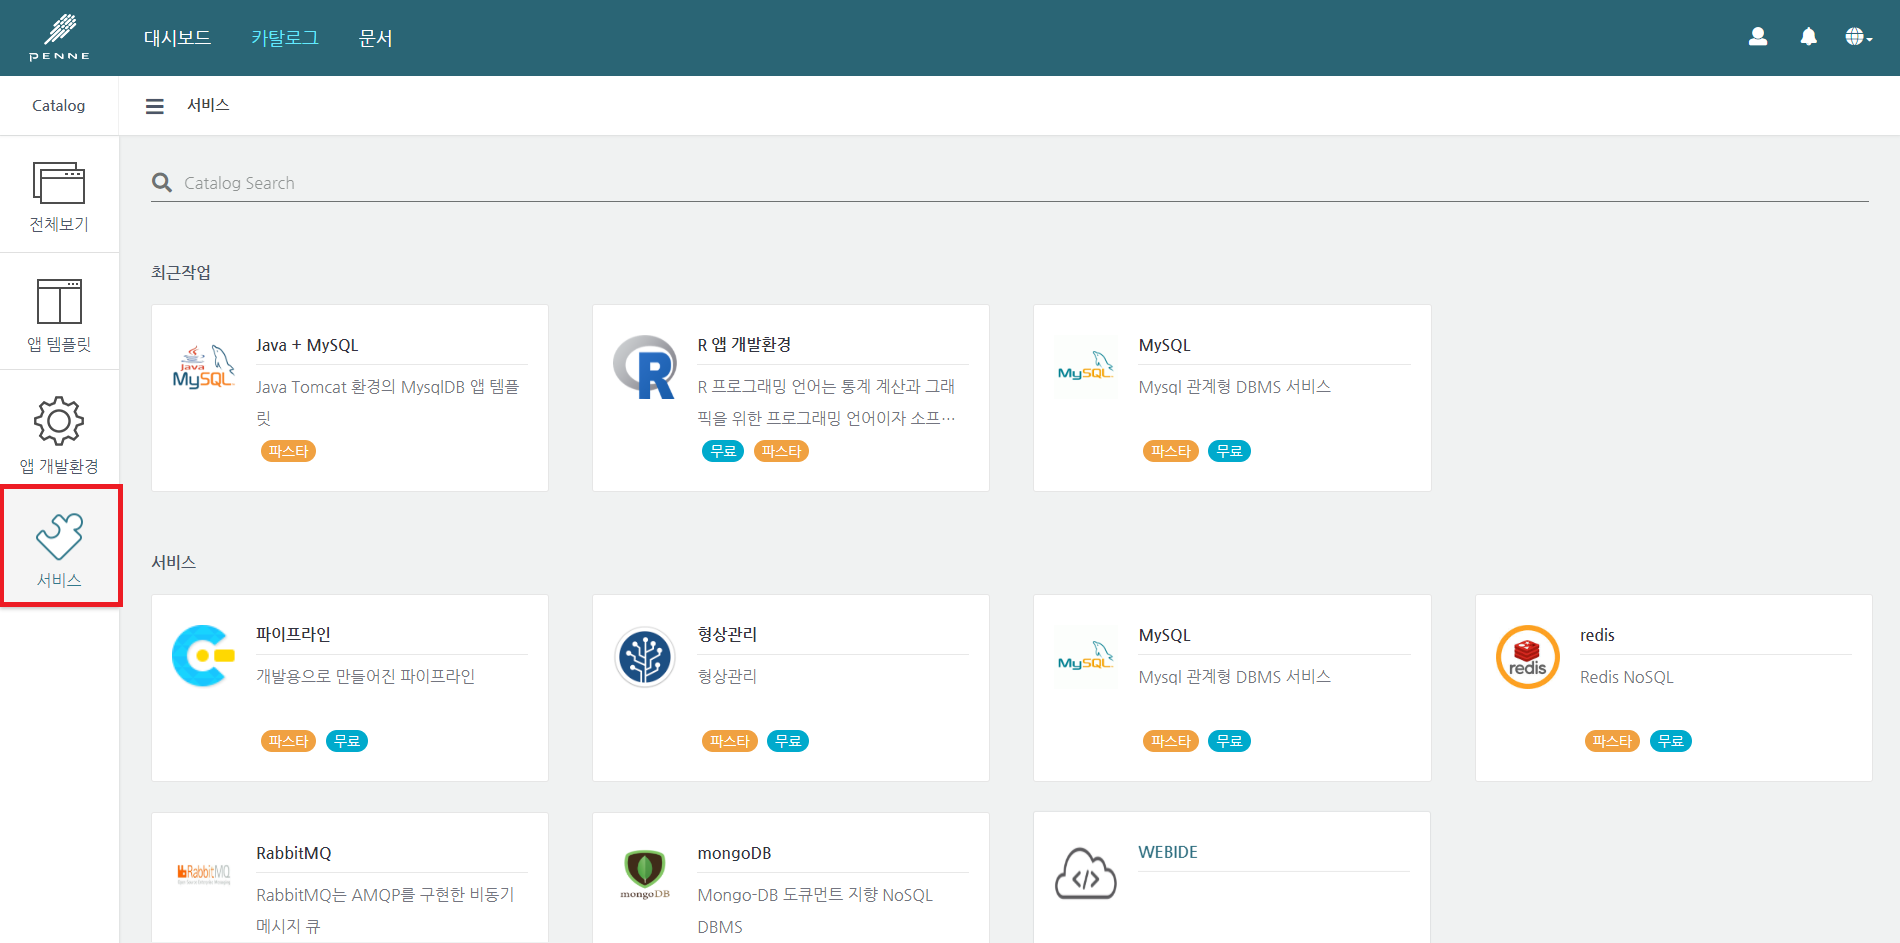 PENNE
대시보드 카탈로그 문서
Catalog
서비스
전체보기
앱 템플릿
앱 개발환경
서비스
Catalog Search
최근작업
Java MySQL
Java + MySQL
Java Tomcat 환경의 MysqlDB 앱 템플
릿
파스타
R
R 앱 개발환경
R 프로그래밍 언어는 통계 계산과 그래
픽을 위한 프로그래밍 언어이자 소프…
무료 파스타
MySQL
MySQL
Mysql 관계형 DBMS 서비스
파스타 무료
서비스
파이프라인
개발용으로 만들어진 파이프라인
파스타 무료
형상관리
형상관리
파스타 무료
MySQL
MySQL
Mysql 관계형 DBMS 서비스
파스타 무료
redis
redis
Redis NoSQL
파스타 무료
RabbitMQ
RabbitMQ
RabbitMQ는 AMQP를 구현한 비동기
메시지 큐
mongoDB
mongoDB
Mongo-DB 도큐먼트 지향 NoSQL
DBMS
</>
WEBIDE